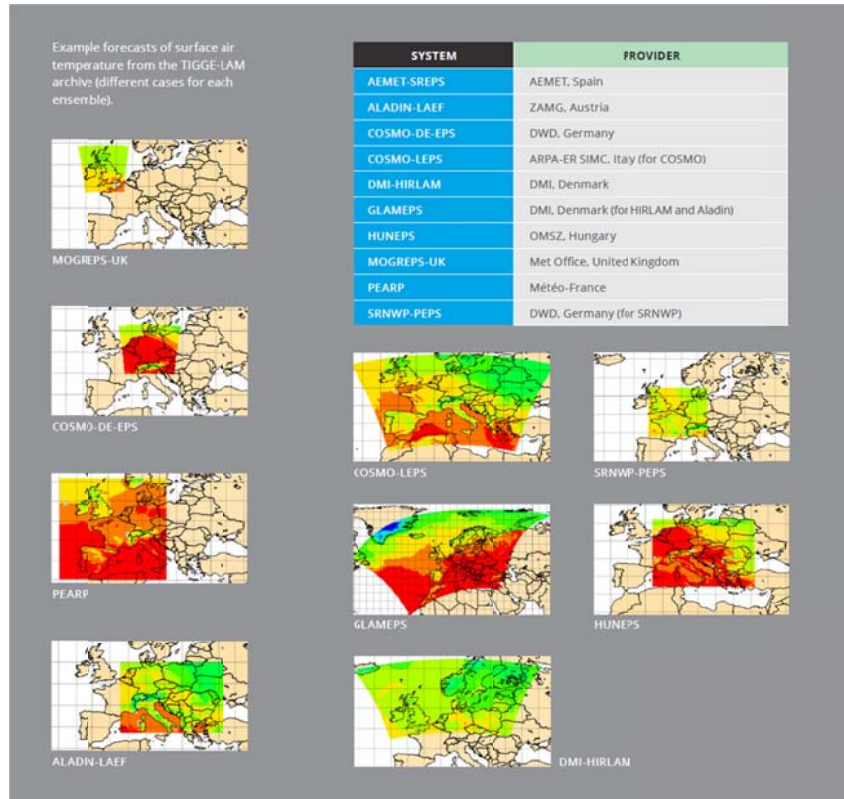 Example forecasts of surface air
temperature from the TIGGE-LAM
archive (different cases for each
ensemble).
SYSTEM PROVIDER
AEMET-SREPS AEMET, Spain
ALADIN-LAEF ZAMG, Austria
COSMO-DE-EPS DWD, Germany
COSMO-LEPS ARPA-ER SIMC, Italy (for COSMO)
DMI-HIRLAM DMI, Denmark
GLAMEPS DMI, Denmark (for HIRLAM and Aladin)
HUNEPS OMSZ, Hungary
MOGREPS-UK Met Office, United Kingdom
PEARP Météo-France
SRNWP-PEPS DWD, Germany (for SRNWP)
MOGREPS-UK
COSMO-DE-EPS
PEARP
ALADIN-LAEF
COSMO-LEPS
SRNWP-PEPS
GLAMEPS
HUNEPS
DMI-HIRLAM